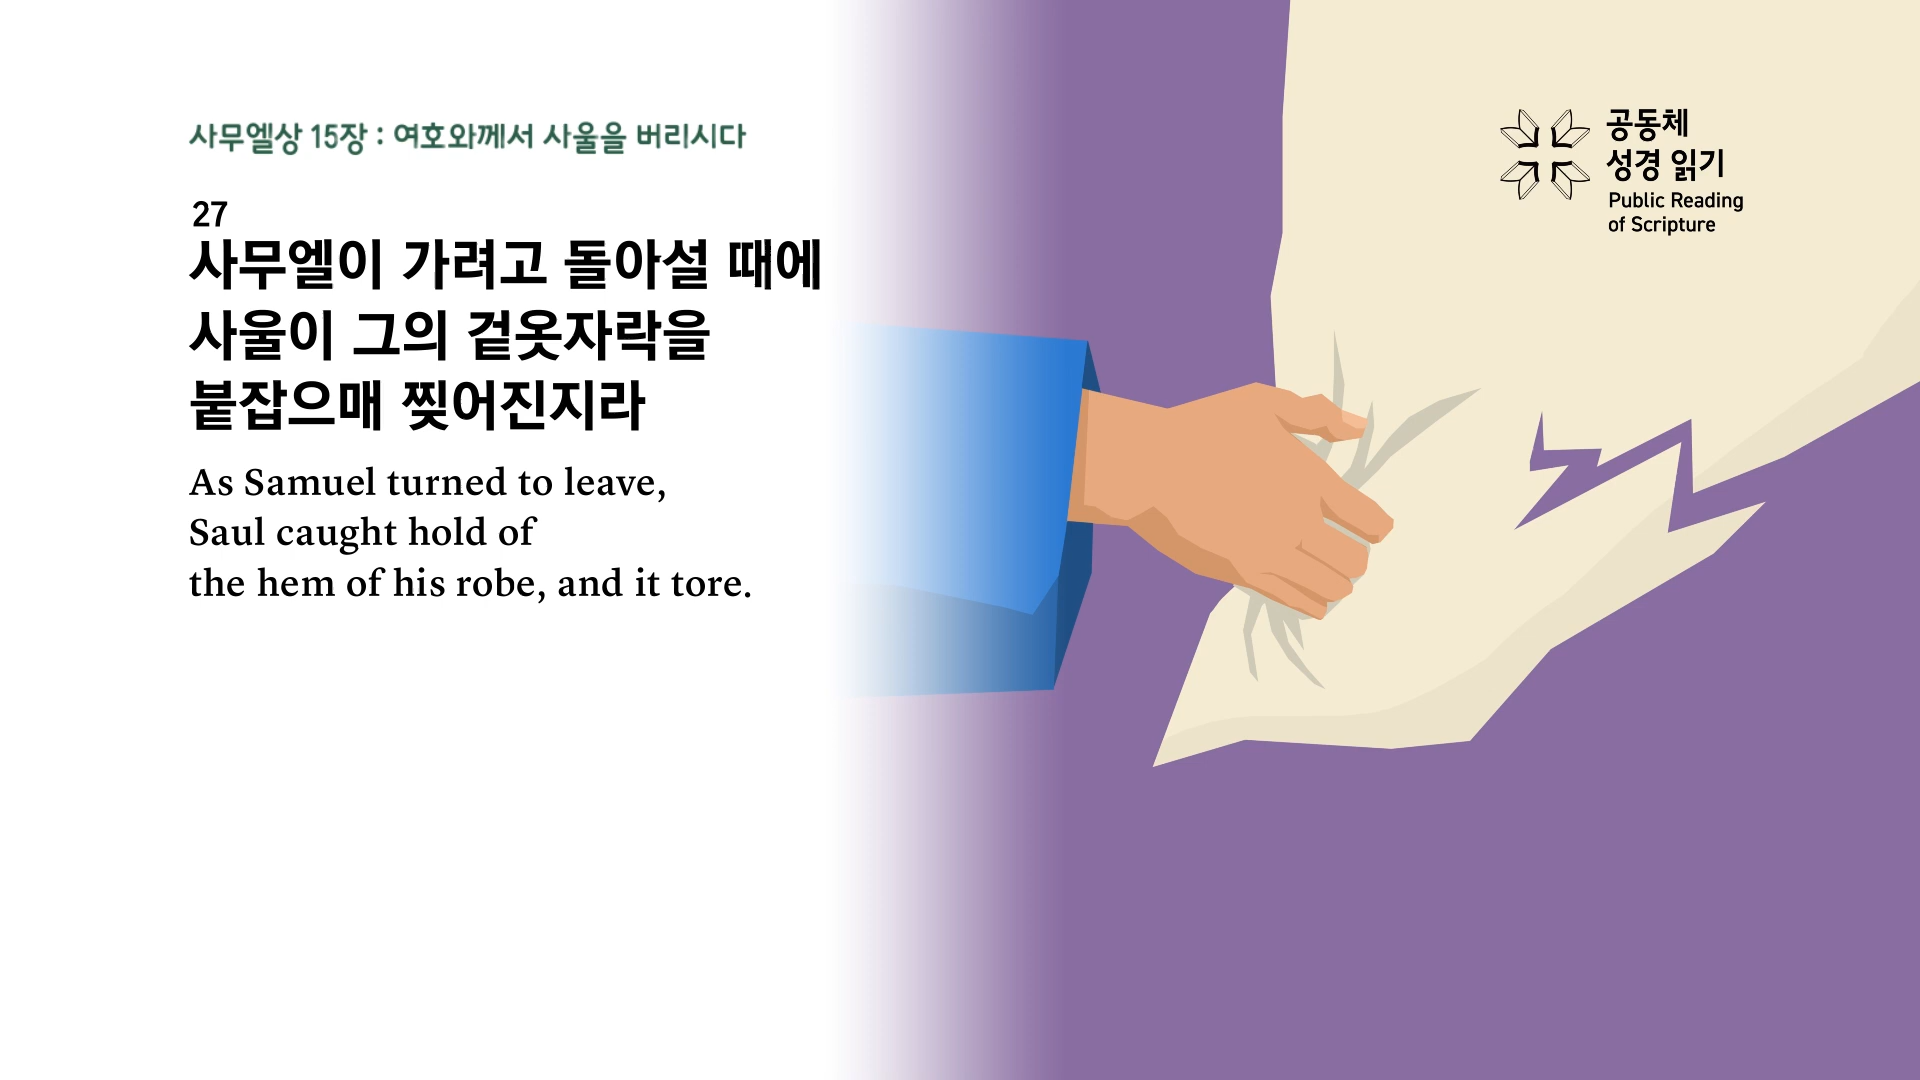 사무엘상 15장 : 여호와께서 사울을 버리시다
27
사무엘이 가려고 돌아설 때에
사울이 그의 겉옷자락을
붙잡으매 찢어진지라
As Samuel turned to leave,
Saul caught hold of
the hem of his robe, and it tore.
공동체
성경 읽기
Public Reading
of Scripture